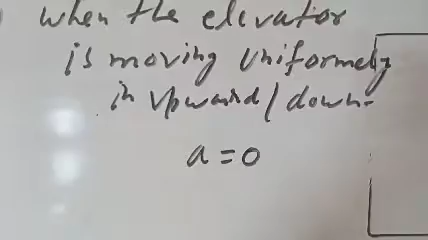 when the elevator
is moving Uniformely
in Upward/down-
a = 0